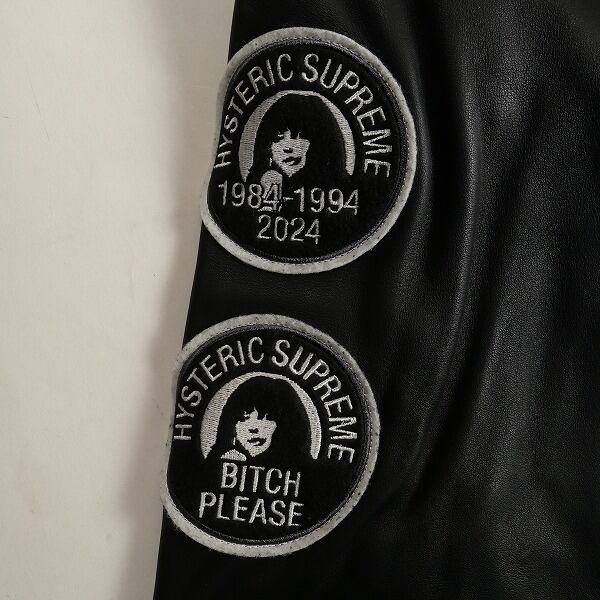 HYSTERIC SUPREME
1984-1994
2024
HYSTERIC SUPREME
BITCH
PLEASE